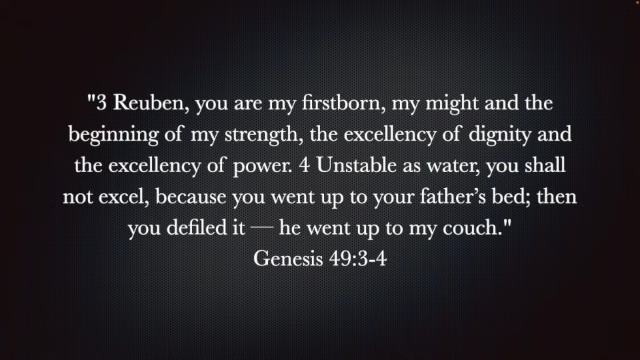 "3 Reuben, you are my firstborn, my might and the
beginning of my strength, the excellency of dignity and
the excellency of power. 4 Unstable as water, you shall
not excel, because you went up to your father’s bed; then
you defiled it — he went up to my couch."
Genesis 49:3-4